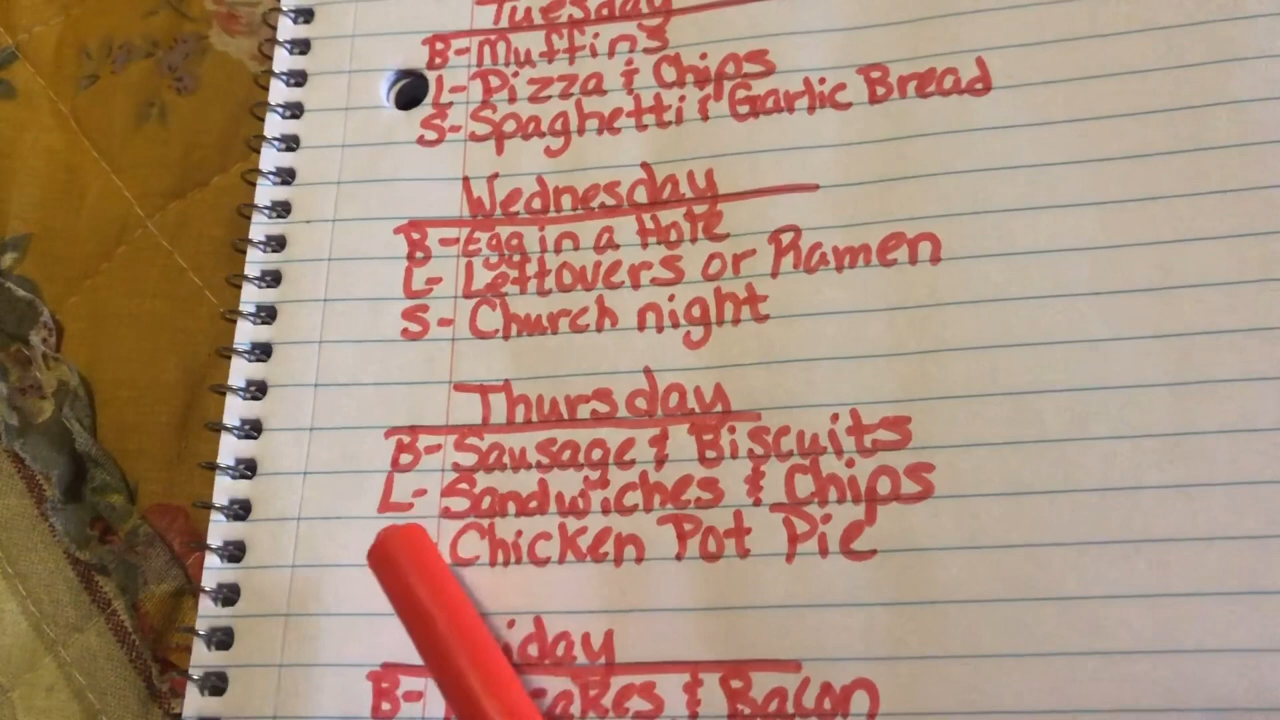 Tuesday
B-Muffins
L-Pizza & Chips
S-Spaghetti & Garlic Bread
Wednesday
B-Egg in a Hole
L-Leftovers or Ramen
S-Church night
Thursday
B-Sausage & Biscuits
L-Sandwiches & Chips
Chicken Pot Pie
B- & Bacon